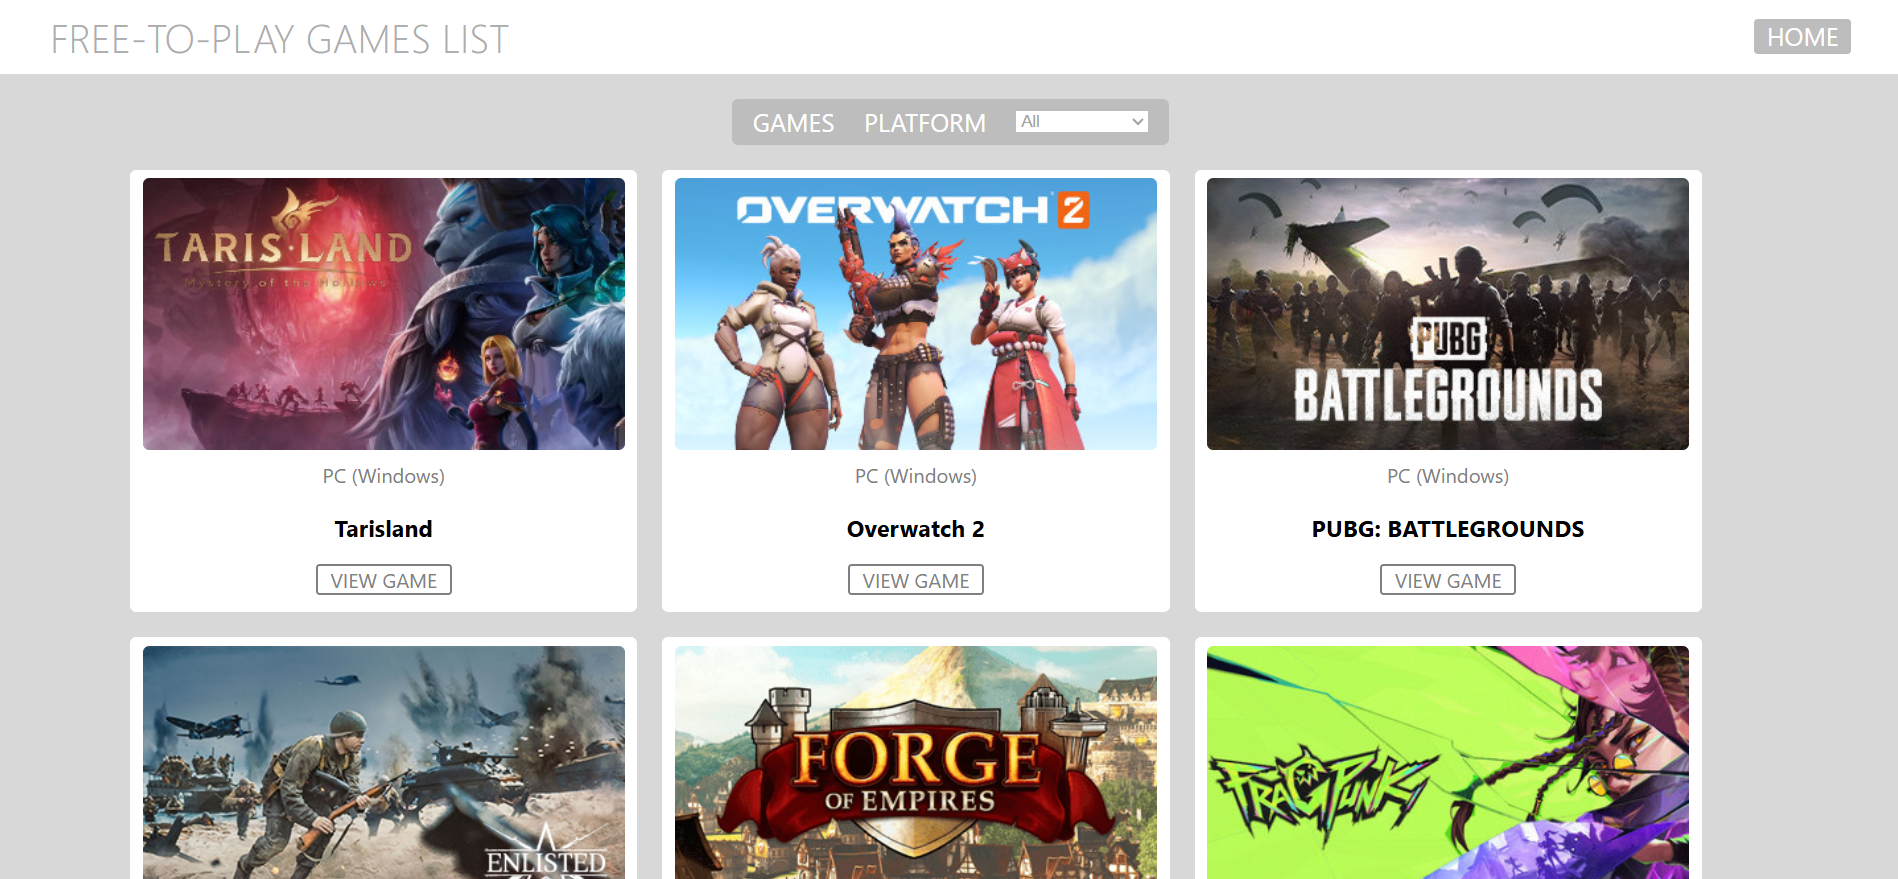 FREE-TO-PLAY GAMES LIST
HOME
GAMES PLATFORM All
TARIS·LAND
Mystery of the Hollows
OVERWATCH 2
PUBG
BATTLEGROUNDS
PC (Windows)
PC (Windows)
PC (Windows)
Tarisland
Overwatch 2
PUBG: BATTLEGROUNDS
VIEW GAME
VIEW GAME
VIEW GAME
ENLISTED
FORGE
OF EMPIRES
FRAGPUNK